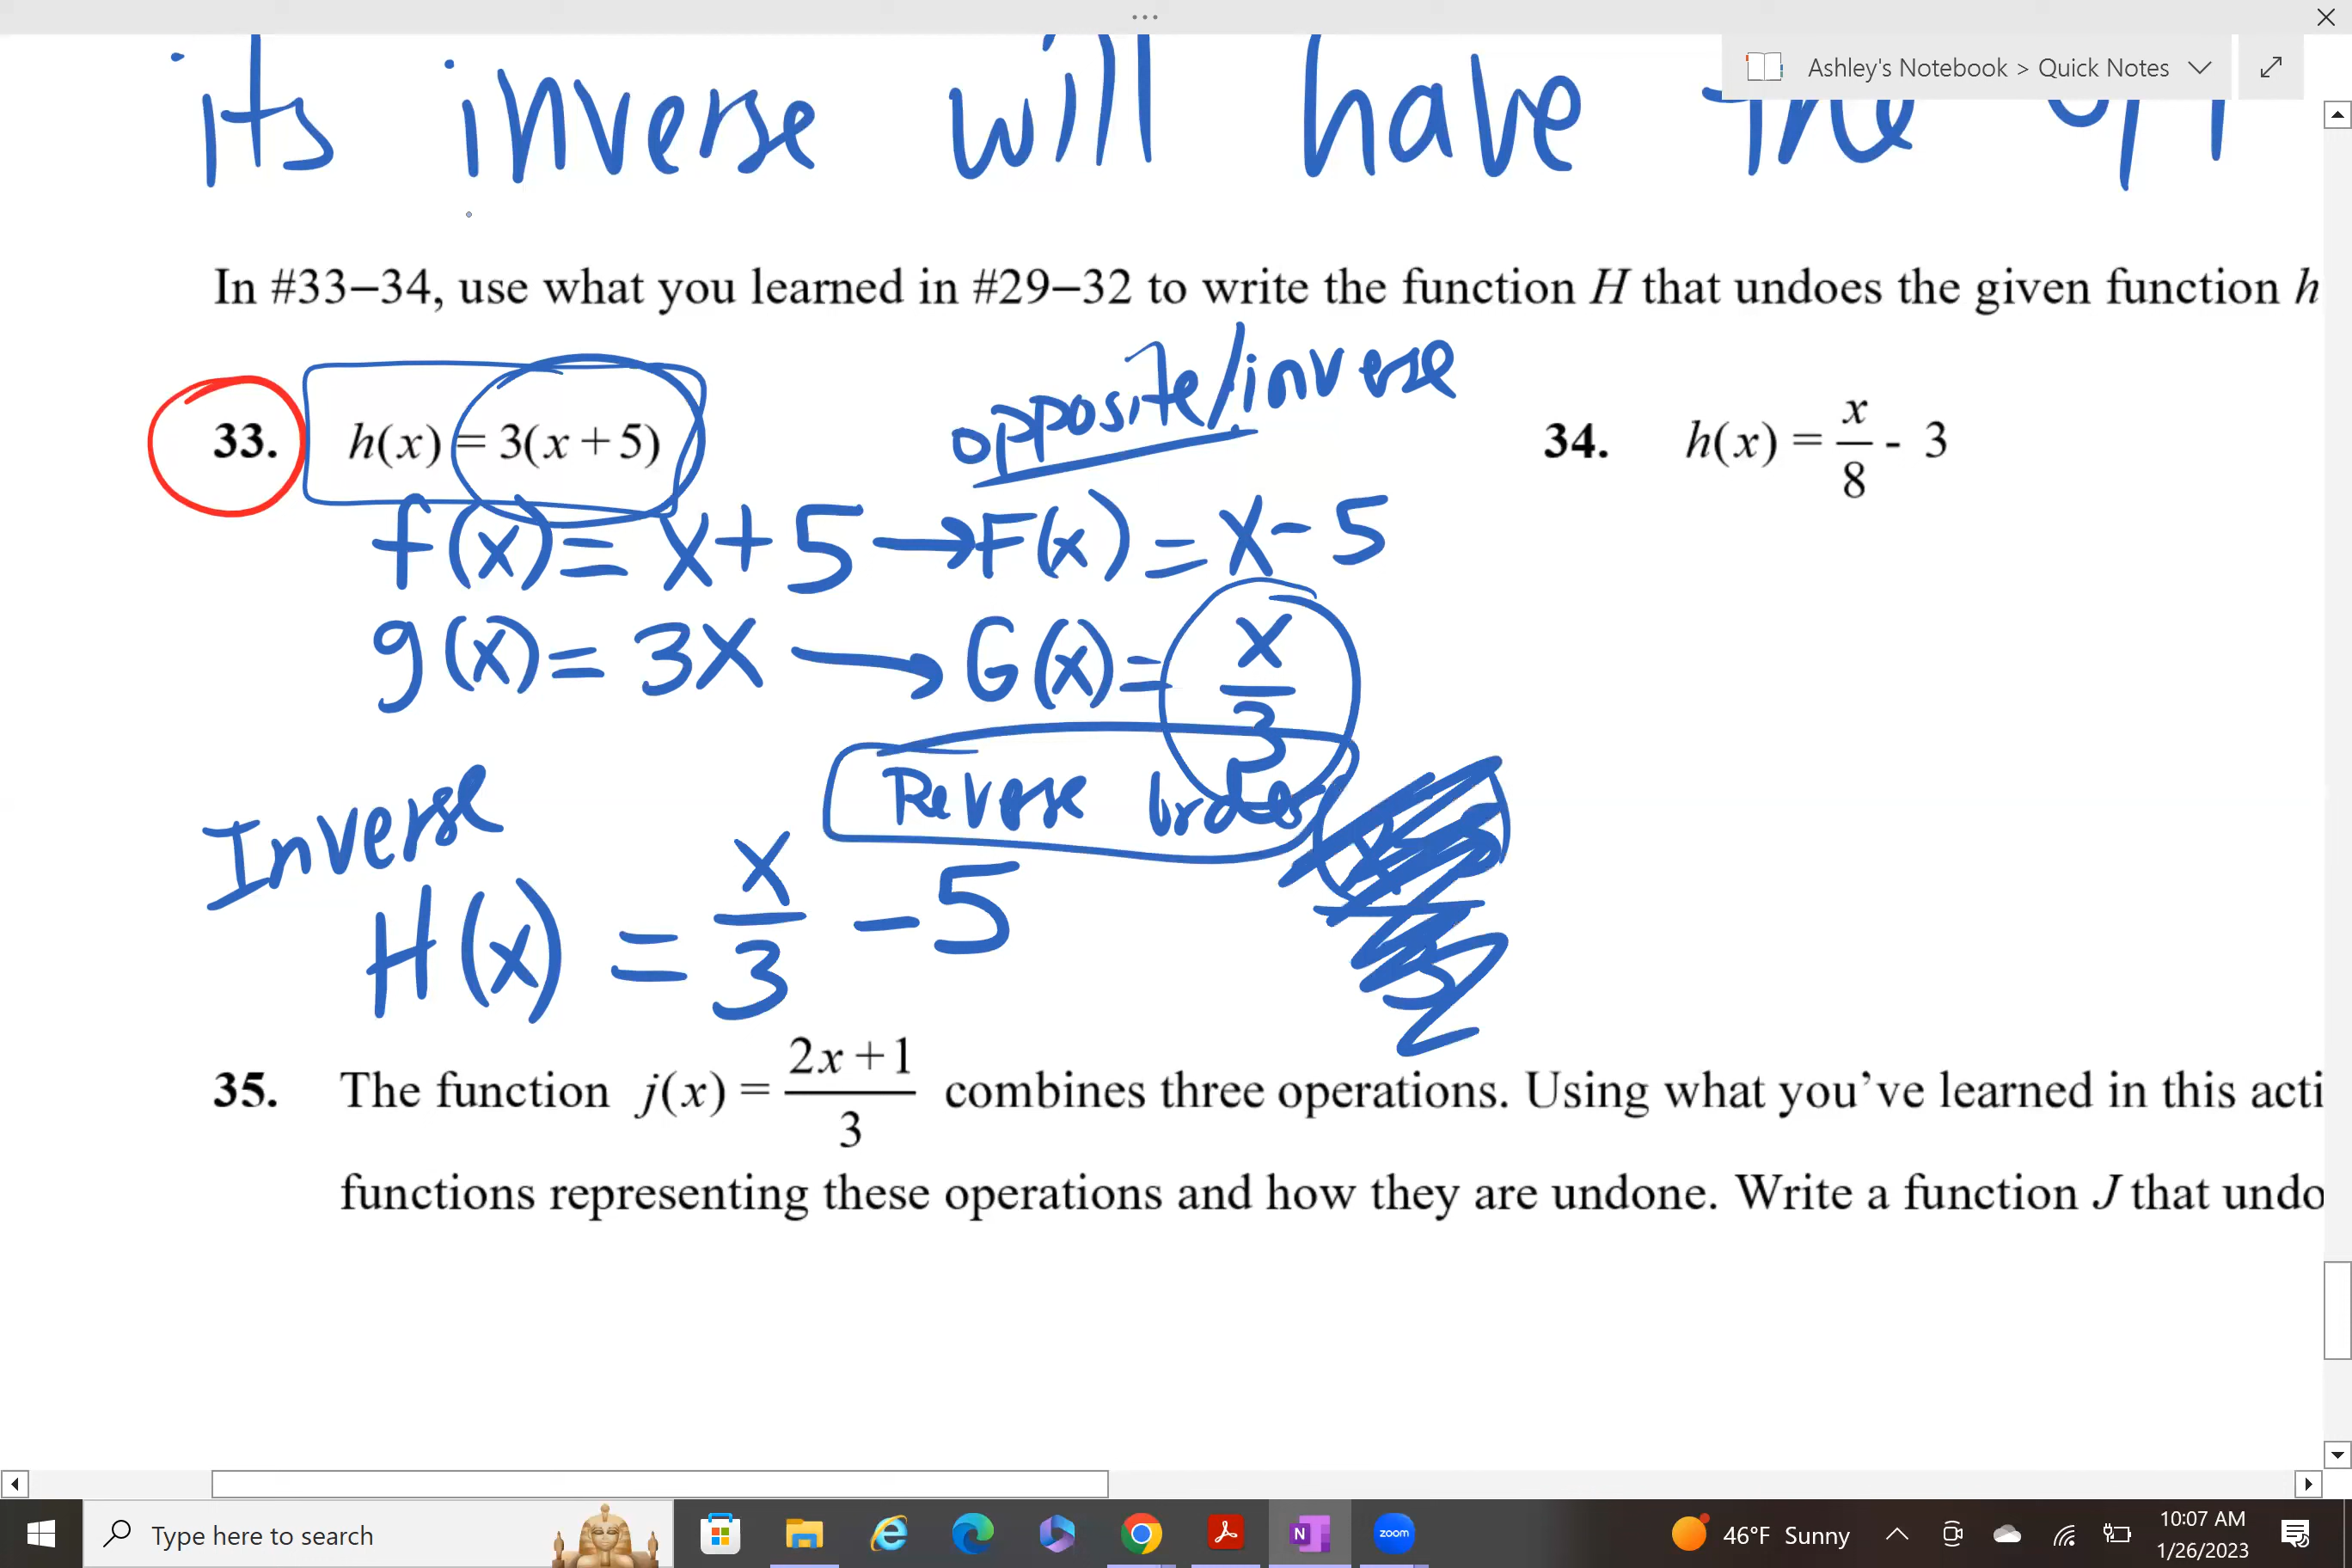 Ashley's Notebook > Quick Notes
its inverse will have the
In #33–34, use what you learned in #29–32 to write the function H that undoes the given function h
opposite/inverse
33. h(x) = 3(x + 5)
34. h(x) = x/8 - 3
f(x) = x + 5 → F(x) = x - 5
g(x) = 3x → G(x) = x/3
Reverse order
Inverse
H(x) = x/3 - 5
35. The function j(x) = (2x + 1)/3 combines three operations. Using what you’ve learned in this acti
functions representing these operations and how they are undone. Write a function J that undo
Type here to search
zoom
46°F Sunny
10:07 AM
1/26/2023